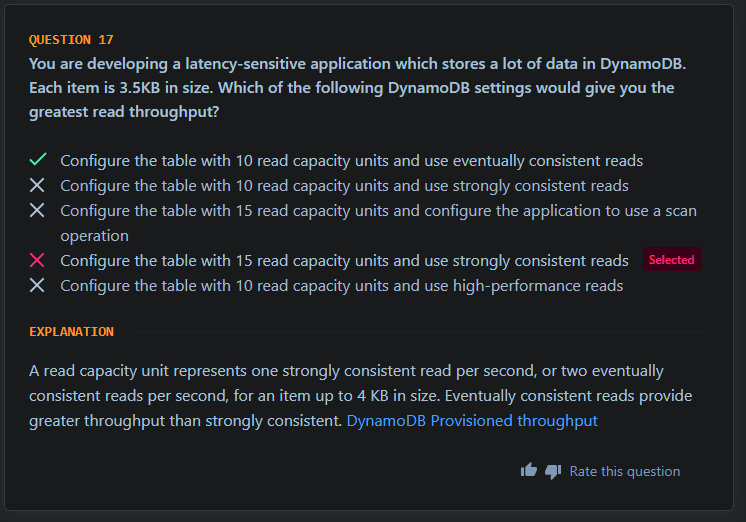 QUESTION 17
You are developing a latency-sensitive application which stores a lot of data in DynamoDB.
Each item is 3.5KB in size. Which of the following DynamoDB settings would give you the
greatest read throughput?
Configure the table with 10 read capacity units and use eventually consistent reads
Configure the table with 10 read capacity units and use strongly consistent reads
Configure the table with 15 read capacity units and configure the application to use a scan
operation
Configure the table with 15 read capacity units and use strongly consistent reads Selected
Configure the table with 10 read capacity units and use high-performance reads
EXPLANATION
A read capacity unit represents one strongly consistent read per second, or two eventually
consistent reads per second, for an item up to 4 KB in size. Eventually consistent reads provide
greater throughput than strongly consistent. DynamoDB Provisioned throughput
Rate this question